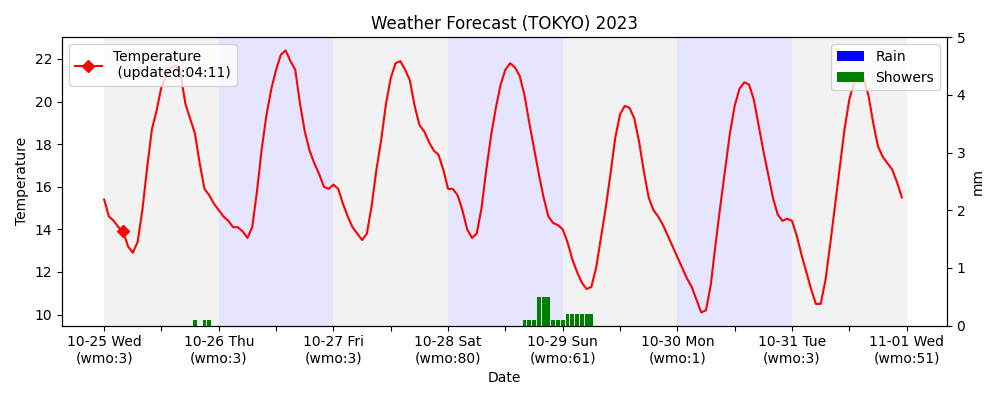 Weather Forecast (TOKYO) 2023
Temperature
(updated:04:11)
Rain
Showers
22
20
18
16
14
12
10
Temperature
5
4
3
2
1
0
mm
10-25 Wed
(wmo:3)
10-26 Thu
(wmo:3)
10-27 Fri
(wmo:3)
10-28 Sat
(wmo:80)
10-29 Sun
(wmo:61)
10-30 Mon
(wmo:1)
10-31 Tue
(wmo:3)
11-01 Wed
(wmo:51)
Date